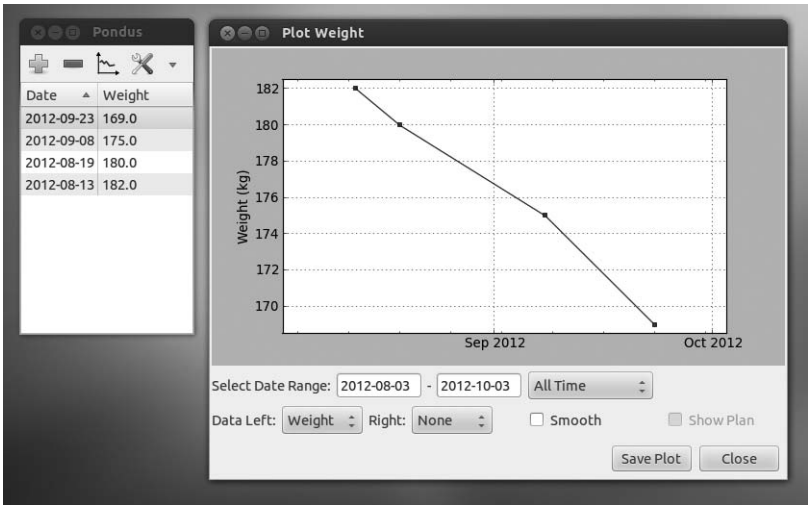 Pondus
Date Weight
2012-09-23 169.0
2012-09-08 175.0
2012-08-19 180.0
2012-08-13 182.0
Plot Weight
Weight (kg)
182
180
178
176
174
172
170
Sep 2012 Oct 2012
Select Date Range: 2012-08-03 - 2012-10-03 All Time
Data Left: Weight Right: None Smooth Show Plan
Save Plot Close